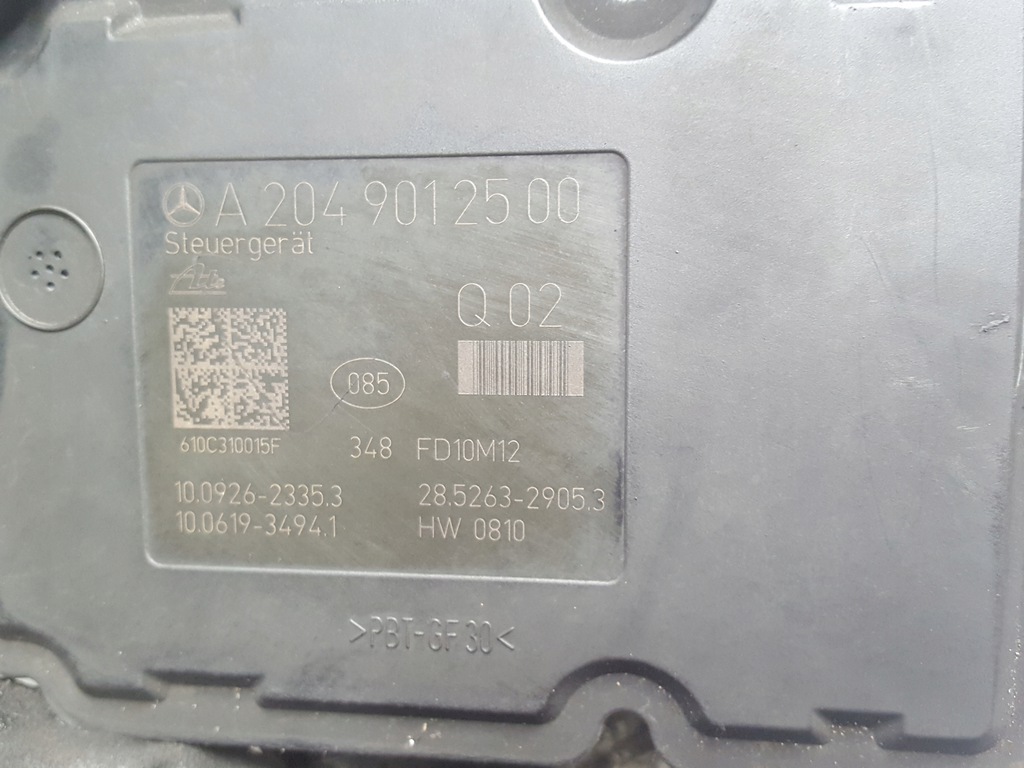 A 204 901 25 00
Steuergerät
Ate
Q 02
085
610C310015F 348 FD10M12
10.0926-2335.3 28.5263-2905.3
10.0619-3494.1 HW 0810
>PBT-GF30<